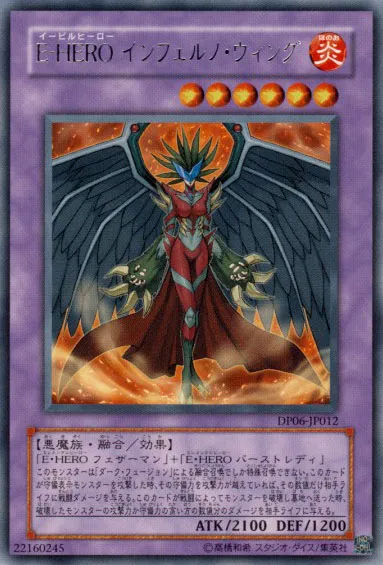 イービルヒーロー
E-HERO インフェルノ・ウィング
ほのお
炎
DP06-JP012
【悪魔族・融合/効果】
「E・HERO フェザーマン」+「E・HERO バーストレディ」
このモンスターは「ダーク・フュージョン」による融合召喚でしか特殊召喚できない。このカード
が守備表示モンスターを攻撃した時、その守備力を攻撃力が越えていれば、その数値だけ相手ラ
イフに戦闘ダメージを与える。このカードが戦闘によってモンスターを破壊し墓地へ送った時、
破壊したモンスターの攻撃力か守備力の高い方の数値分のダメージを相手ライフに与える。
ATK/2100 DEF/1200
22160245
©高橋和希 スタジオ・ダイス/集英社